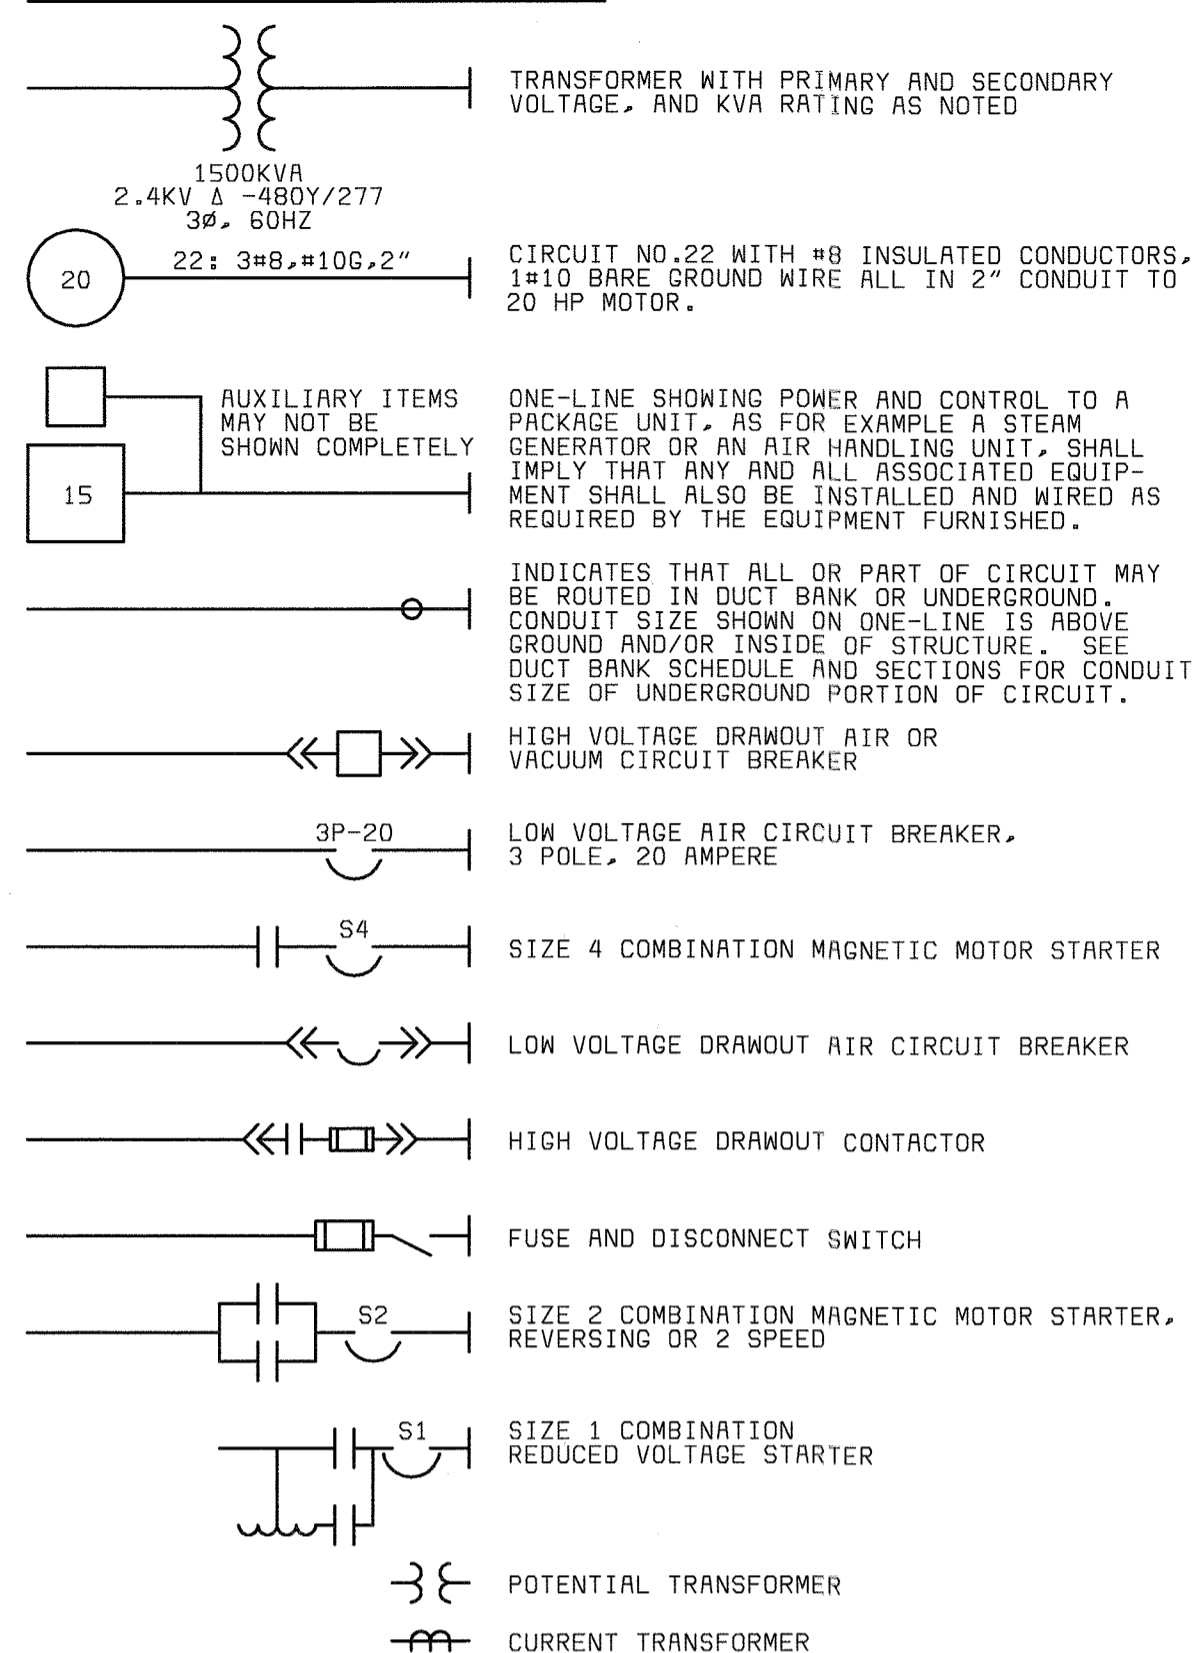 TRANSFORMER WITH PRIMARY AND SECONDARY
VOLTAGE, AND KVA RATING AS NOTED
1500KVA
2.4KV Δ -480Y/277
3Ø, 60HZ
20
22: 3#8,#10G,2"
CIRCUIT NO.22 WITH #8 INSULATED CONDUCTORS,
1#10 BARE GROUND WIRE ALL IN 2" CONDUIT TO
20 HP MOTOR.
15
AUXILIARY ITEMS
MAY NOT BE
SHOWN COMPLETELY
ONE-LINE SHOWING POWER AND CONTROL TO A
PACKAGE UNIT, AS FOR EXAMPLE A STEAM
GENERATOR OR AN AIR HANDLING UNIT, SHALL
IMPLY THAT ANY AND ALL ASSOCIATED EQUIP-
MENT SHALL ALSO BE INSTALLED AND WIRED AS
REQUIRED BY THE EQUIPMENT FURNISHED.
INDICATES THAT ALL OR PART OF CIRCUIT MAY
BE ROUTED IN DUCT BANK OR UNDERGROUND.
CONDUIT SIZE SHOWN ON ONE-LINE IS ABOVE
GROUND AND/OR INSIDE OF STRUCTURE. SEE
DUCT BANK SCHEDULE AND SECTIONS FOR CONDUIT
SIZE OF UNDERGROUND PORTION OF CIRCUIT.
HIGH VOLTAGE DRAWOUT AIR OR
VACUUM CIRCUIT BREAKER
3P-20
LOW VOLTAGE AIR CIRCUIT BREAKER,
3 POLE, 20 AMPERE
S4
SIZE 4 COMBINATION MAGNETIC MOTOR STARTER
LOW VOLTAGE DRAWOUT AIR CIRCUIT BREAKER
HIGH VOLTAGE DRAWOUT CONTACTOR
FUSE AND DISCONNECT SWITCH
S2
SIZE 2 COMBINATION MAGNETIC MOTOR STARTER,
REVERSING OR 2 SPEED
S1
SIZE 1 COMBINATION
REDUCED VOLTAGE STARTER
POTENTIAL TRANSFORMER
CURRENT TRANSFORMER